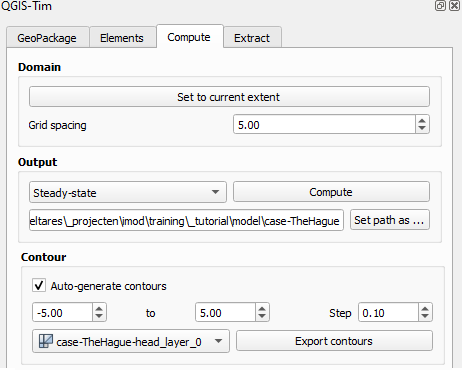 QGIS-Tim
GeoPackage Elements Compute Extract
Domain
Set to current extent
Grid spacing 5.00
Output
Steady-state Compute
eltares\_projecten\imod\training\_tutorial\model\case-TheHague Set path as ...
Contour
Auto-generate contours
-5.00 to 5.00 Step 0.10
case-TheHague-head_layer_0 Export contours